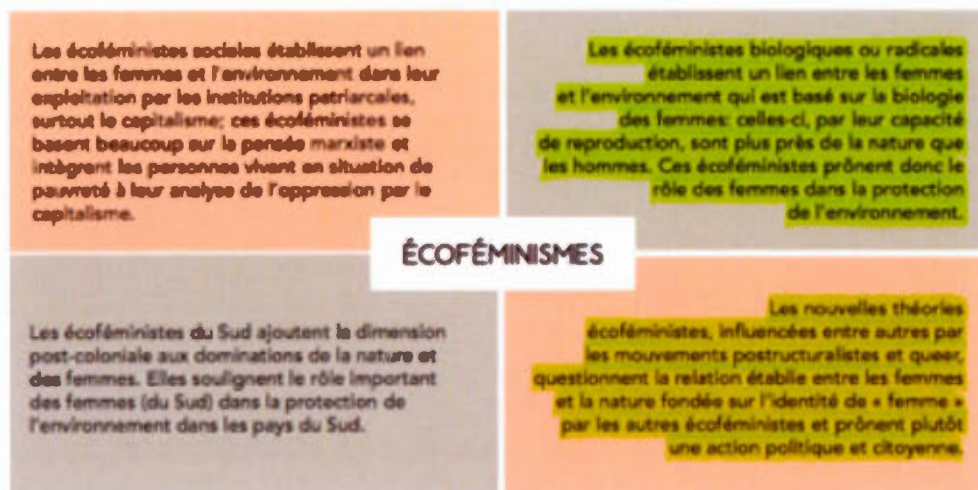 Les écoféministes sociales établissent un lien
entre les femmes et l'environnement dans leur
exploitation par les institutions patriarcales,
surtout le capitalisme; ces écoféministes se
basent beaucoup sur la pensée marxiste et
intègrent les personnes vivant en situation de
pauvreté à leur analyse de l'oppression par le
capitalisme.
Les écoféministes biologiques ou radicales
établissent un lien entre les femmes
et l'environnement qui est basé sur la biologie
des femmes: celles-ci, par leur capacité
de reproduction, sont plus près de la nature que
les hommes. Ces écoféministes prônent donc le
rôle des femmes dans la protection
de l'environnement.
ÉCOFÉMINISMES
Les écoféministes du Sud ajoutent la dimension
post-coloniale aux dominations de la nature et
des femmes. Elles soulignent le rôle important
des femmes (du Sud) dans la protection de
l'environnement dans les pays du Sud.
Les nouvelles théories
écoféministes, influencées entre autres par
les mouvements postructuralistes et queer,
questionnent la relation établie entre les femmes
et la nature fondée sur l'identité de « femme »
par les autres écoféministes et prônent plutôt
une action politique et citoyenne.